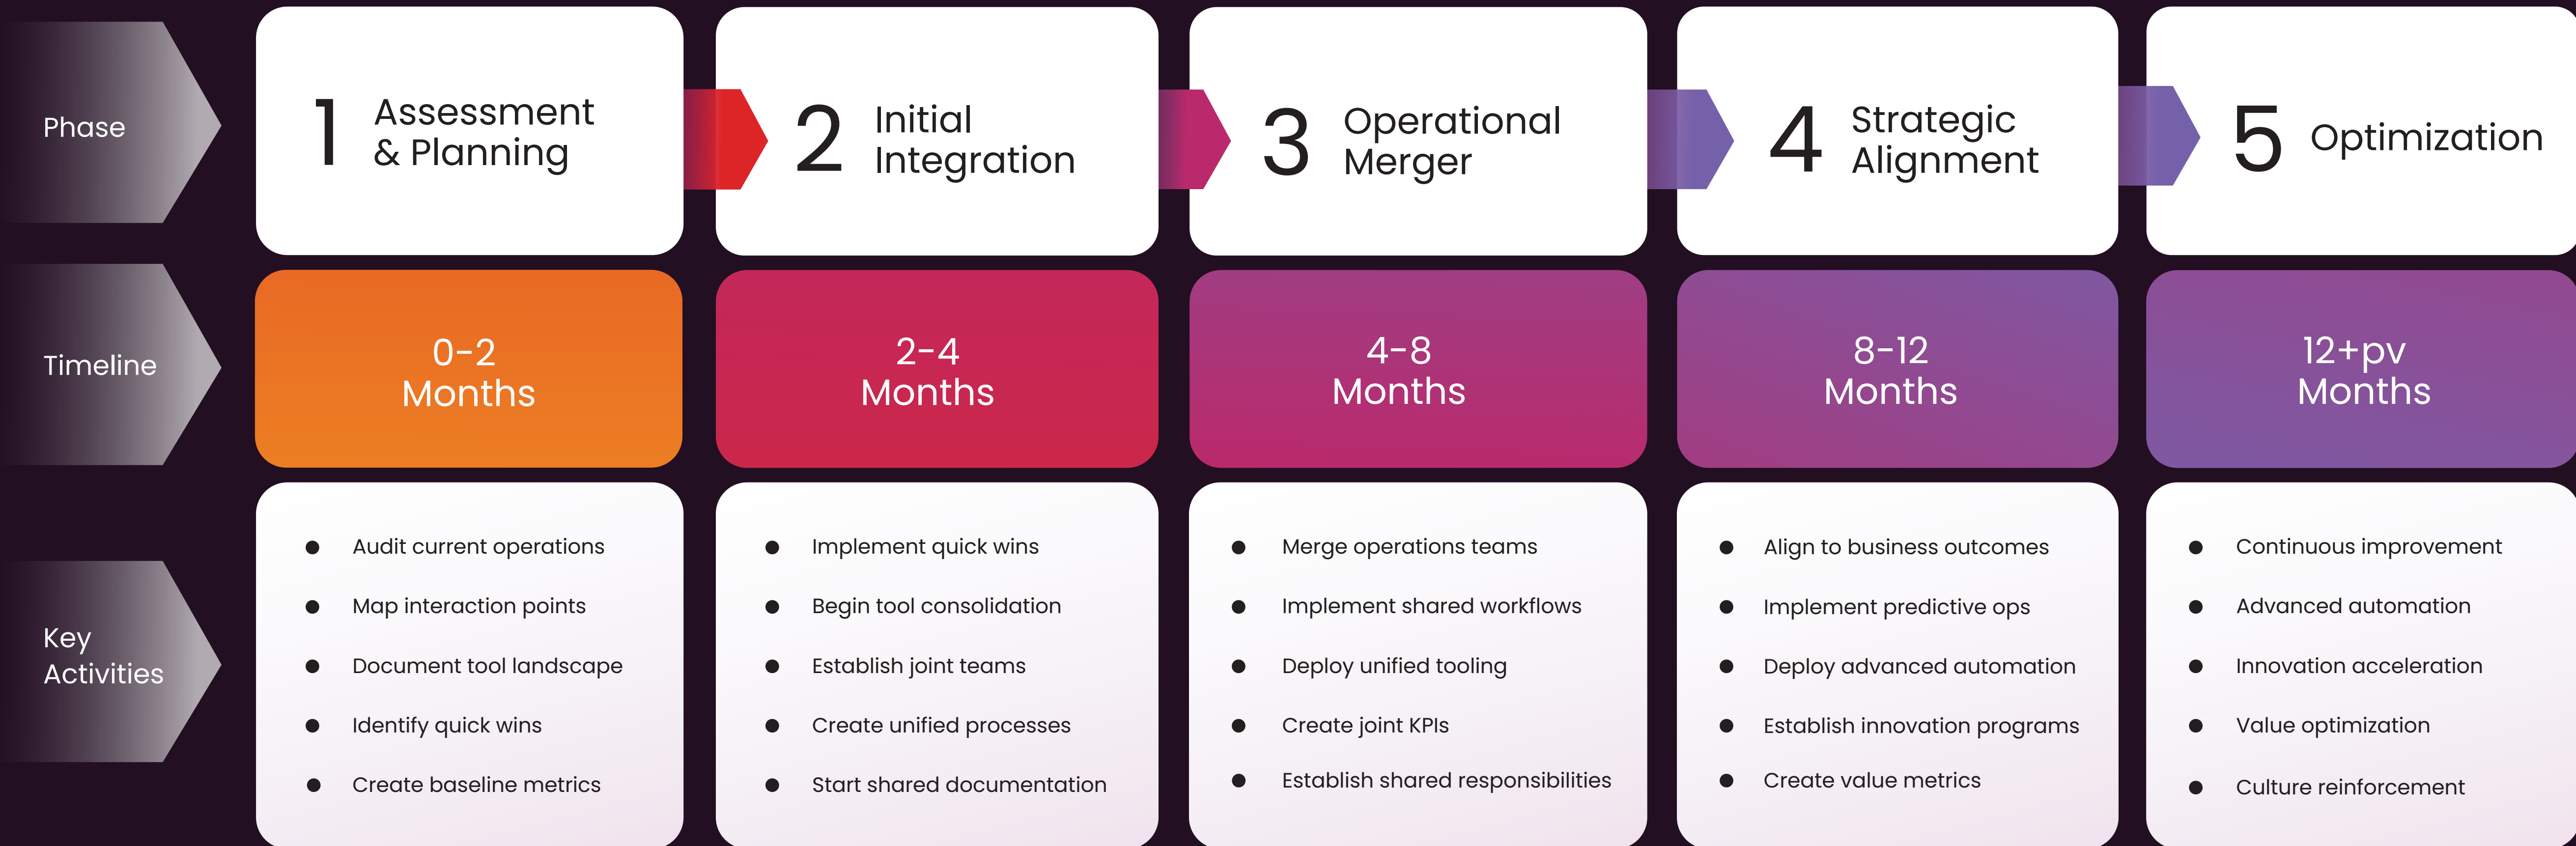 Phase
1
Assessment
& Planning
2
Initial
Integration
3
Operational
Merger
4
Strategic
Alignment
5
Optimization
Timeline
0-2
Months
2-4
Months
4-8
Months
8-12
Months
12+pv
Months
Key
Activities
Audit current operations
Map interaction points
Document tool landscape
Identify quick wins
Create baseline metrics
Implement quick wins
Begin tool consolidation
Establish joint teams
Create unified processes
Start shared documentation
Merge operations teams
Implement shared workflows
Deploy unified tooling
Create joint KPIs
Establish shared responsibilities
Align to business outcomes
Implement predictive ops
Deploy advanced automation
Establish innovation programs
Create value metrics
Continuous improvement
Advanced automation
Innovation acceleration
Value optimization
Culture reinforcement